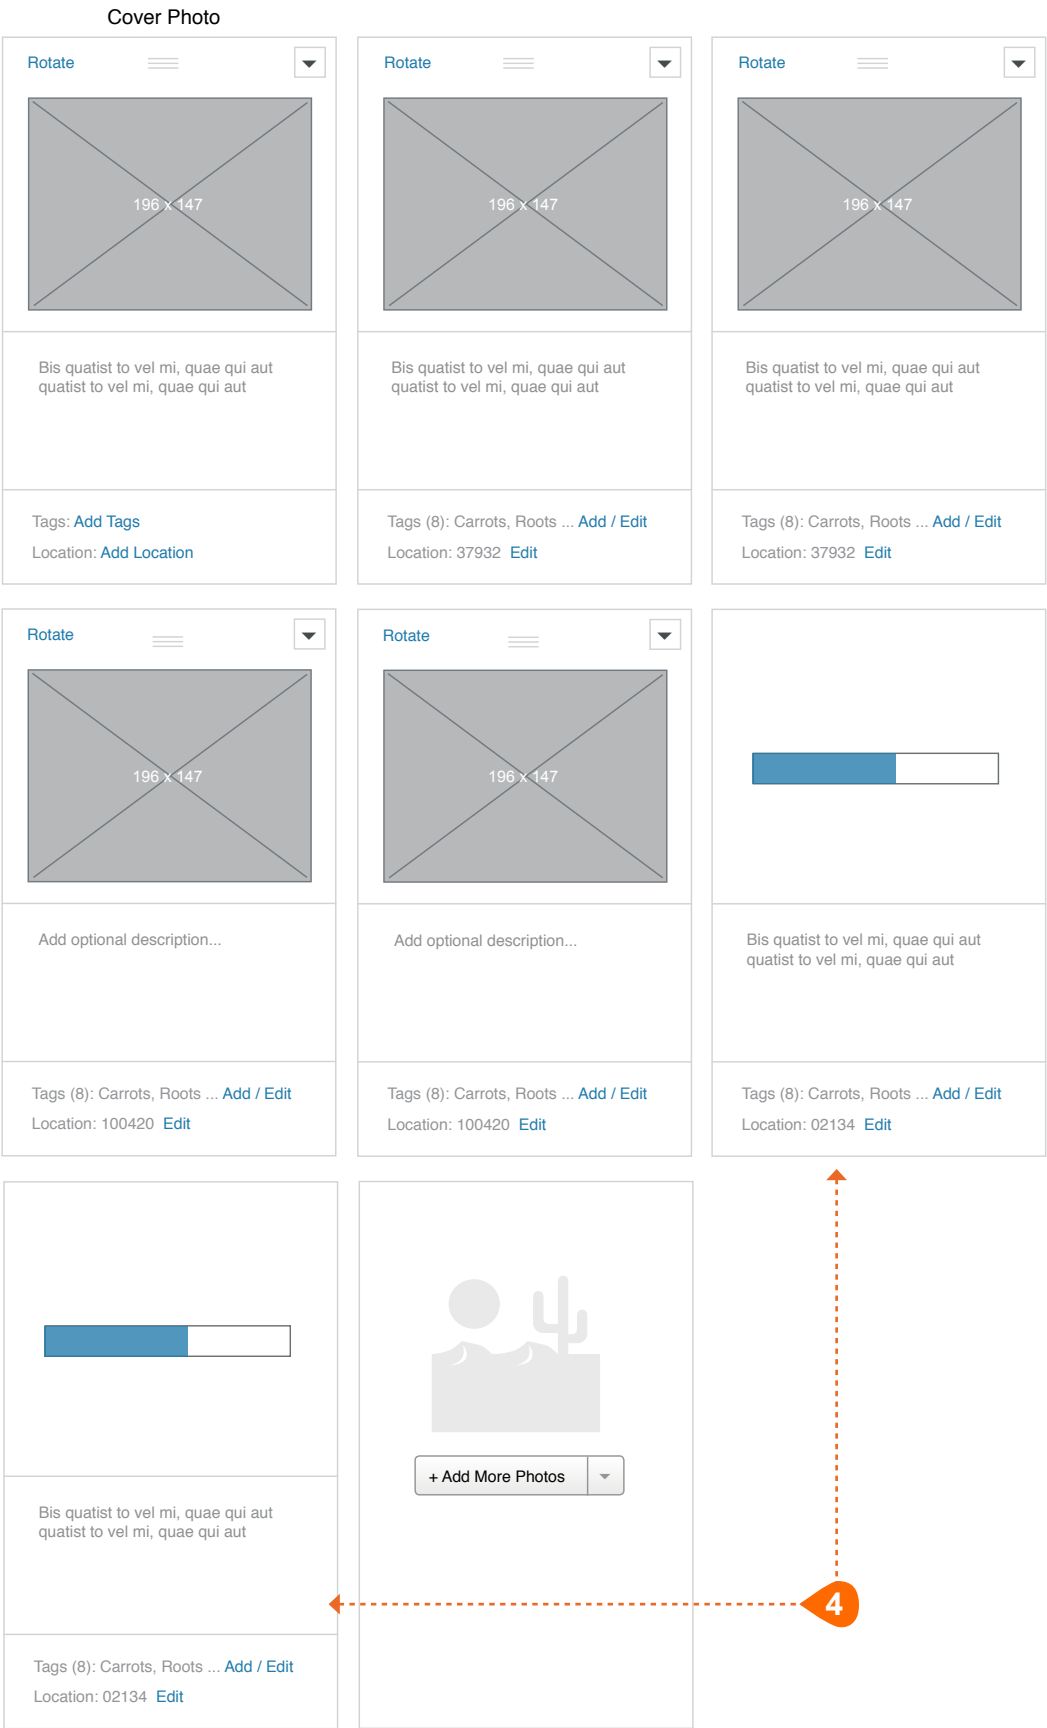 Cover Photo
Rotate
196 x 147
Bis quatist to vel mi, quae qui aut
quatist to vel mi, quae qui aut
Tags: Add Tags
Location: Add Location
Rotate
196 x 147
Bis quatist to vel mi, quae qui aut
quatist to vel mi, quae qui aut
Tags (8): Carrots, Roots ... Add / Edit
Location: 37932 Edit
Rotate
196 x 147
Bis quatist to vel mi, quae qui aut
quatist to vel mi, quae qui aut
Tags (8): Carrots, Roots ... Add / Edit
Location: 37932 Edit
Rotate
196 x 147
Add optional description...
Tags (8): Carrots, Roots ... Add / Edit
Location: 100420 Edit
Rotate
196 x 147
Add optional description...
Tags (8): Carrots, Roots ... Add / Edit
Location: 100420 Edit
Bis quatist to vel mi, quae qui aut
quatist to vel mi, quae qui aut
Tags (8): Carrots, Roots ... Add / Edit
Location: 02134 Edit
Bis quatist to vel mi, quae qui aut
quatist to vel mi, quae qui aut
Tags (8): Carrots, Roots ... Add / Edit
Location: 02134 Edit
+ Add More Photos
4